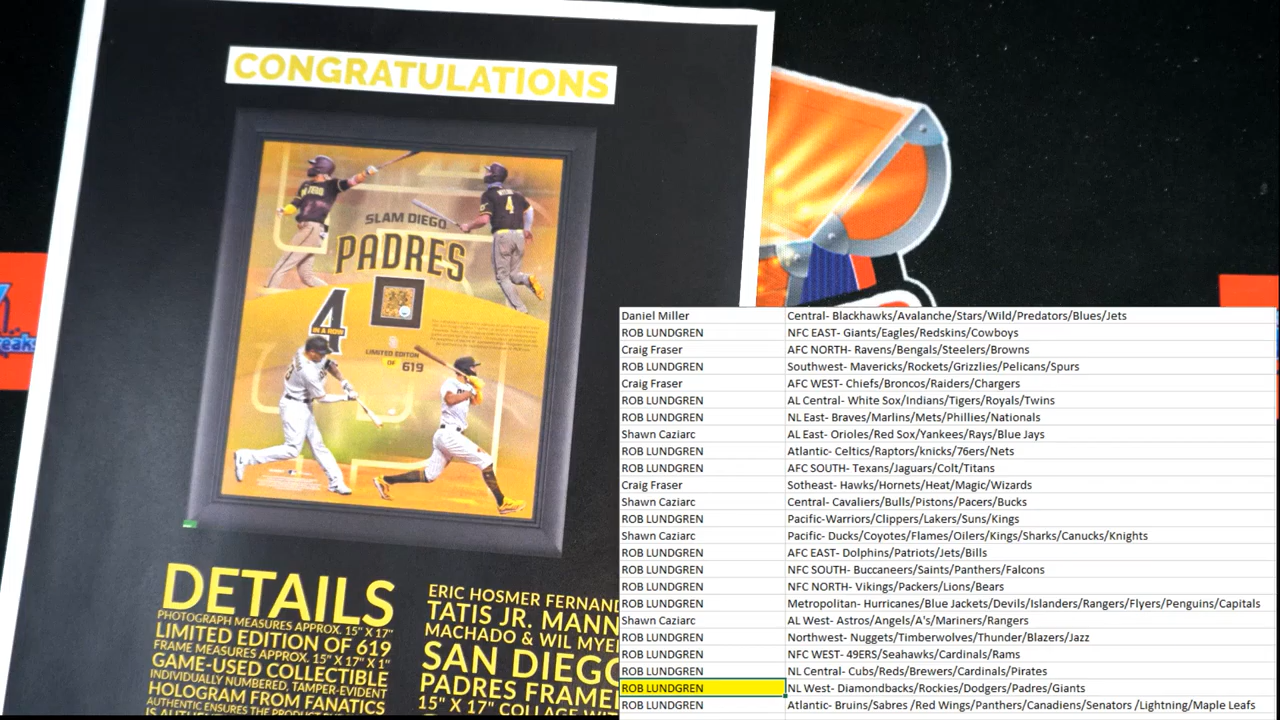 CONGRATULATIONS
4
SLAM DIEGO
PADRES
4
IN A ROW
LIMITED EDITION
OF 619
DETAILS
PHOTOGRAPH MEASURES APPROX. 15" X 17"
LIMITED EDITION OF 619
FRAME MEASURES APPROX. 15" X 17" X 1"
GAME-USED COLLECTIBLE
INDIVIDUALLY NUMBERED, TAMPER-EVIDENT
HOLOGRAM FROM FANATICS
AUTHENTIC ENSURES THE
ERIC HOSMER FERNAND
TATIS JR. MANN
MACHADO & WIL MYE
SAN DIEGO
PADRES FRAME
15" X 17" COLLAGE WIT
eaks
Daniel Miller Central- Blackhawks/Avalanche/Stars/Wild/Predators/Blues/Jets
ROB LUNDGREN NFC EAST- Giants/Eagles/Redskins/Cowboys
Craig Fraser AFC NORTH- Ravens/Bengals/Steelers/Browns
ROB LUNDGREN Southwest- Mavericks/Rockets/Grizzlies/Pelicans/Spurs
Craig Fraser AFC WEST- Chiefs/Broncos/Raiders/Chargers
ROB LUNDGREN AL Central- White Sox/Indians/Tigers/Royals/Twins
ROB LUNDGREN NL East- Braves/Marlins/Mets/Phillies/Nationals
Shawn Caziarc AL East- Orioles/Red Sox/Yankees/Rays/Blue Jays
ROB LUNDGREN Atlantic- Celtics/Raptors/knicks/76ers/Nets
ROB LUNDGREN AFC SOUTH- Texans/Jaguars/Colt/Titans
Craig Fraser Sotheast- Hawks/Hornets/Heat/Magic/Wizards
Shawn Caziarc Central- Cavaliers/Bulls/Pistons/Pacers/Bucks
ROB LUNDGREN Pacific-Warriors/Clippers/Lakers/Suns/Kings
Shawn Caziarc Pacific- Ducks/Coyotes/Flames/Oilers/Kings/Sharks/Canucks/Knights
ROB LUNDGREN AFC EAST- Dolphins/Patriots/Jets/Bills
ROB LUNDGREN NFC SOUTH- Buccaneers/Saints/Panthers/Falcons
ROB LUNDGREN NFC NORTH- Vikings/Packers/Lions/Bears
ROB LUNDGREN Metropolitan- Hurricanes/Blue Jackets/Devils/Islanders/Rangers/Flyers/Penguins/Capitals
Shawn Caziarc AL West- Astros/Angels/A's/Mariners/Rangers
ROB LUNDGREN Northwest- Nuggets/Timberwolves/Thunder/Blazers/Jazz
ROB LUNDGREN NFC WEST- 49ERS/Seahawks/Cardinals/Rams
ROB LUNDGREN NL Central- Cubs/Reds/Brewers/Cardinals/Pirates
ROB LUNDGREN NL West- Diamondbacks/Rockies/Dodgers/Padres/Giants
ROB LUNDGREN Atlantic- Bruins/Sabres /Red Wings/Panthers/Canadiens/Senators /Lightning/Maple Leafs